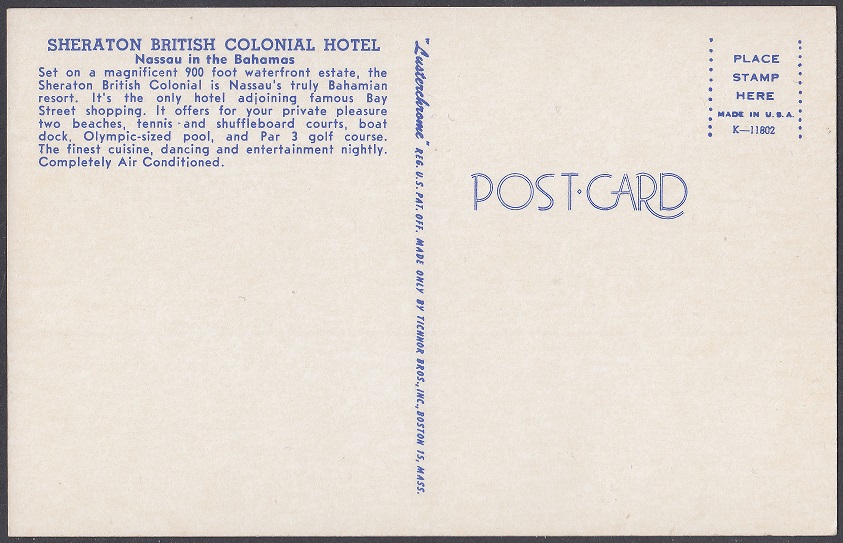 SHERATON BRITISH COLONIAL HOTEL
Nassau in the Bahamas
Set on a magnificent 900 foot waterfront estate, the
Sheraton British Colonial is Nassau's truly Bahamian
resort. It's the only hotel adjoining famous Bay
Street shopping. It offers for your private pleasure
two beaches, tennis and shuffleboard courts, boat
dock, Olympic-sized pool, and Par 3 golf course.
The finest cuisine, dancing and entertainment nightly.
Completely Air Conditioned.
"Lusterchrome" REG. U.S. PAT. OFF. MADE ONLY BY TICHNOR BROS., INC., BOSTON 15, MASS.
POST·CARD
PLACE
STAMP
HERE
MADE IN U.S.A.
K—11802